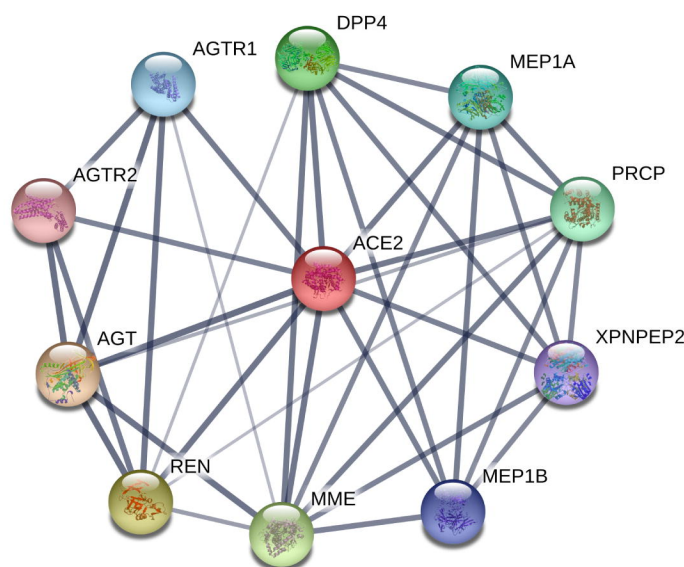 DPP4
AGTR1
MEP1A
AGTR2
PRCP
ACE2
AGT
XPNPEP2
REN
MME
MEP1B